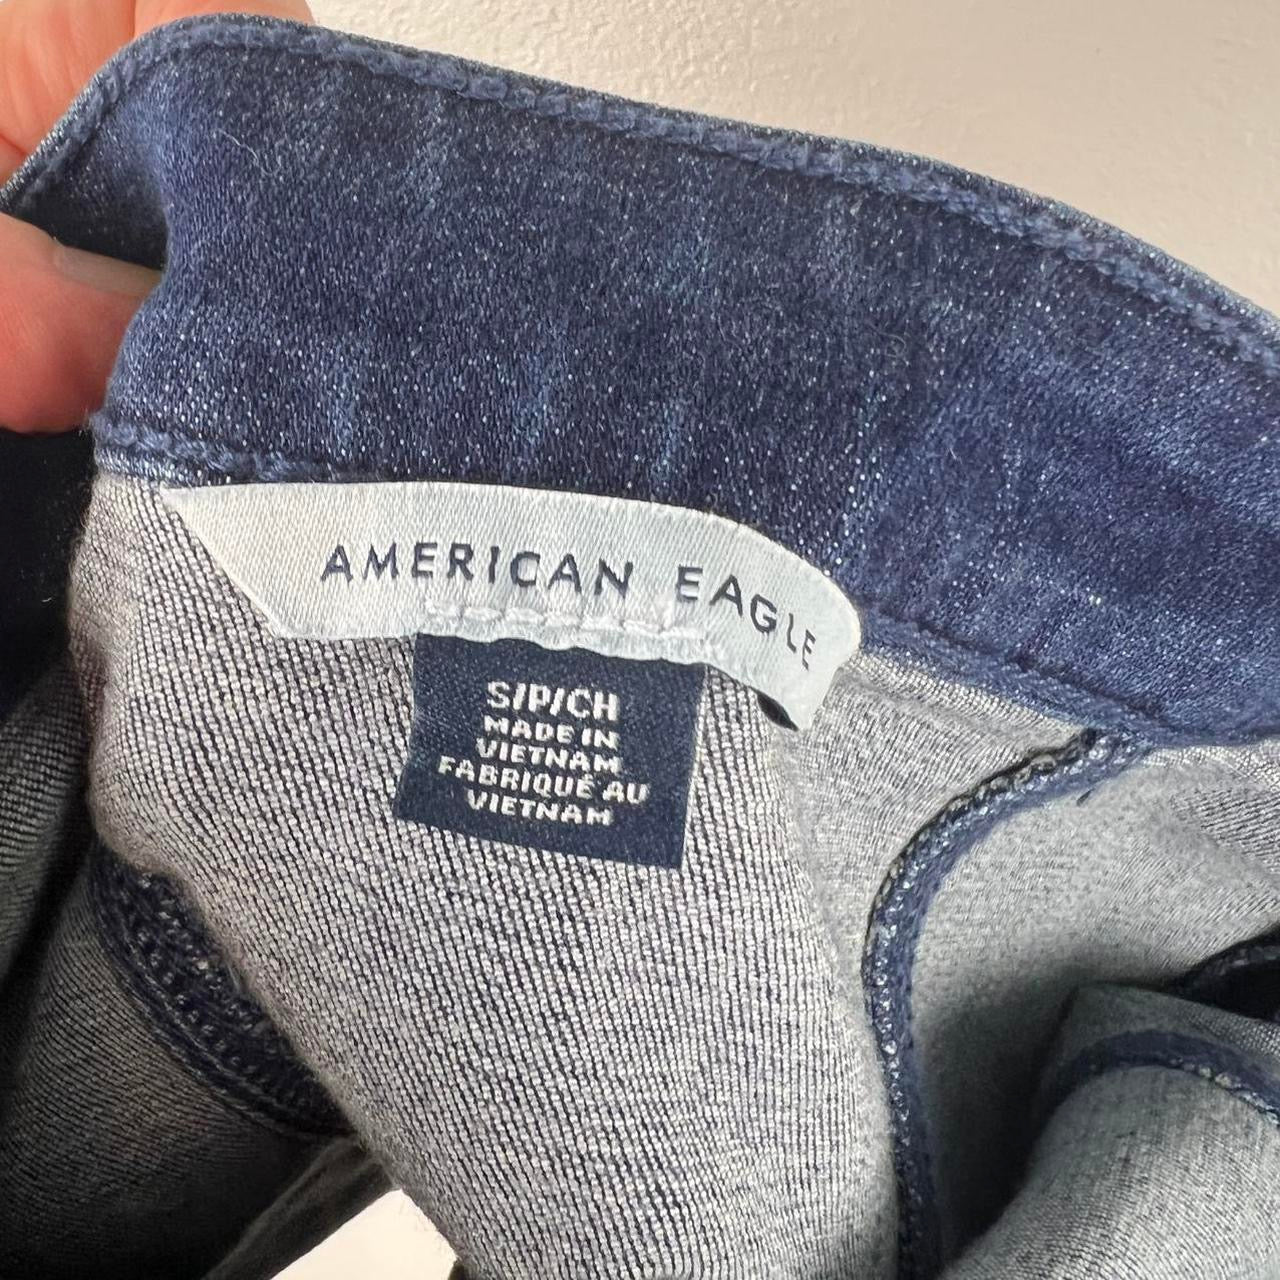 AMERICAN EAGLE
S/P/CH
MADE IN
VIETNAM
FABRIQUÉ AU
VIETNAM